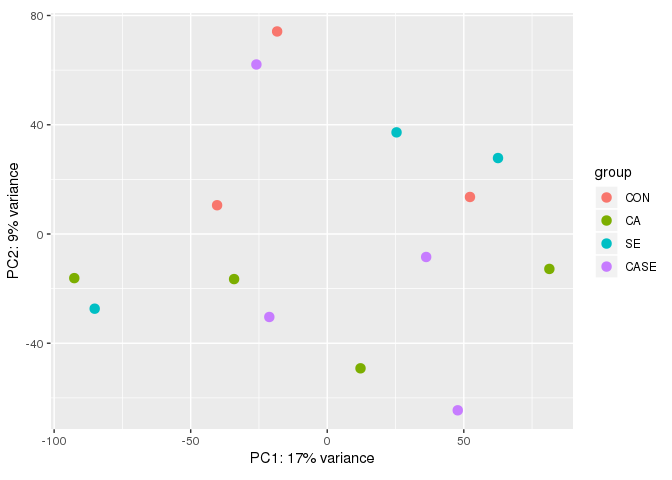 80
40
0
-40
-100
-50
0
50
PC1: 17% variance
PC2: 9% variance
group
CON
CA
SE
CASE